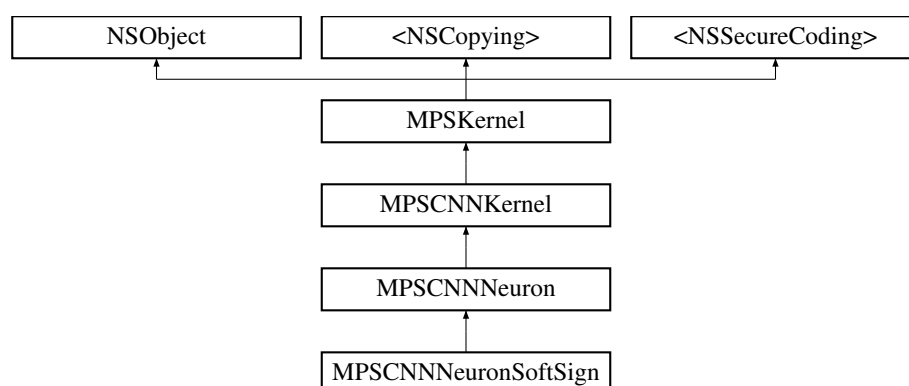 NSObject
<NSCopying>
<NSSecureCoding>
MPSKernel
MPSCNNKernel
MPSCNNNeuron
MPSCNNNeuronSoftSign